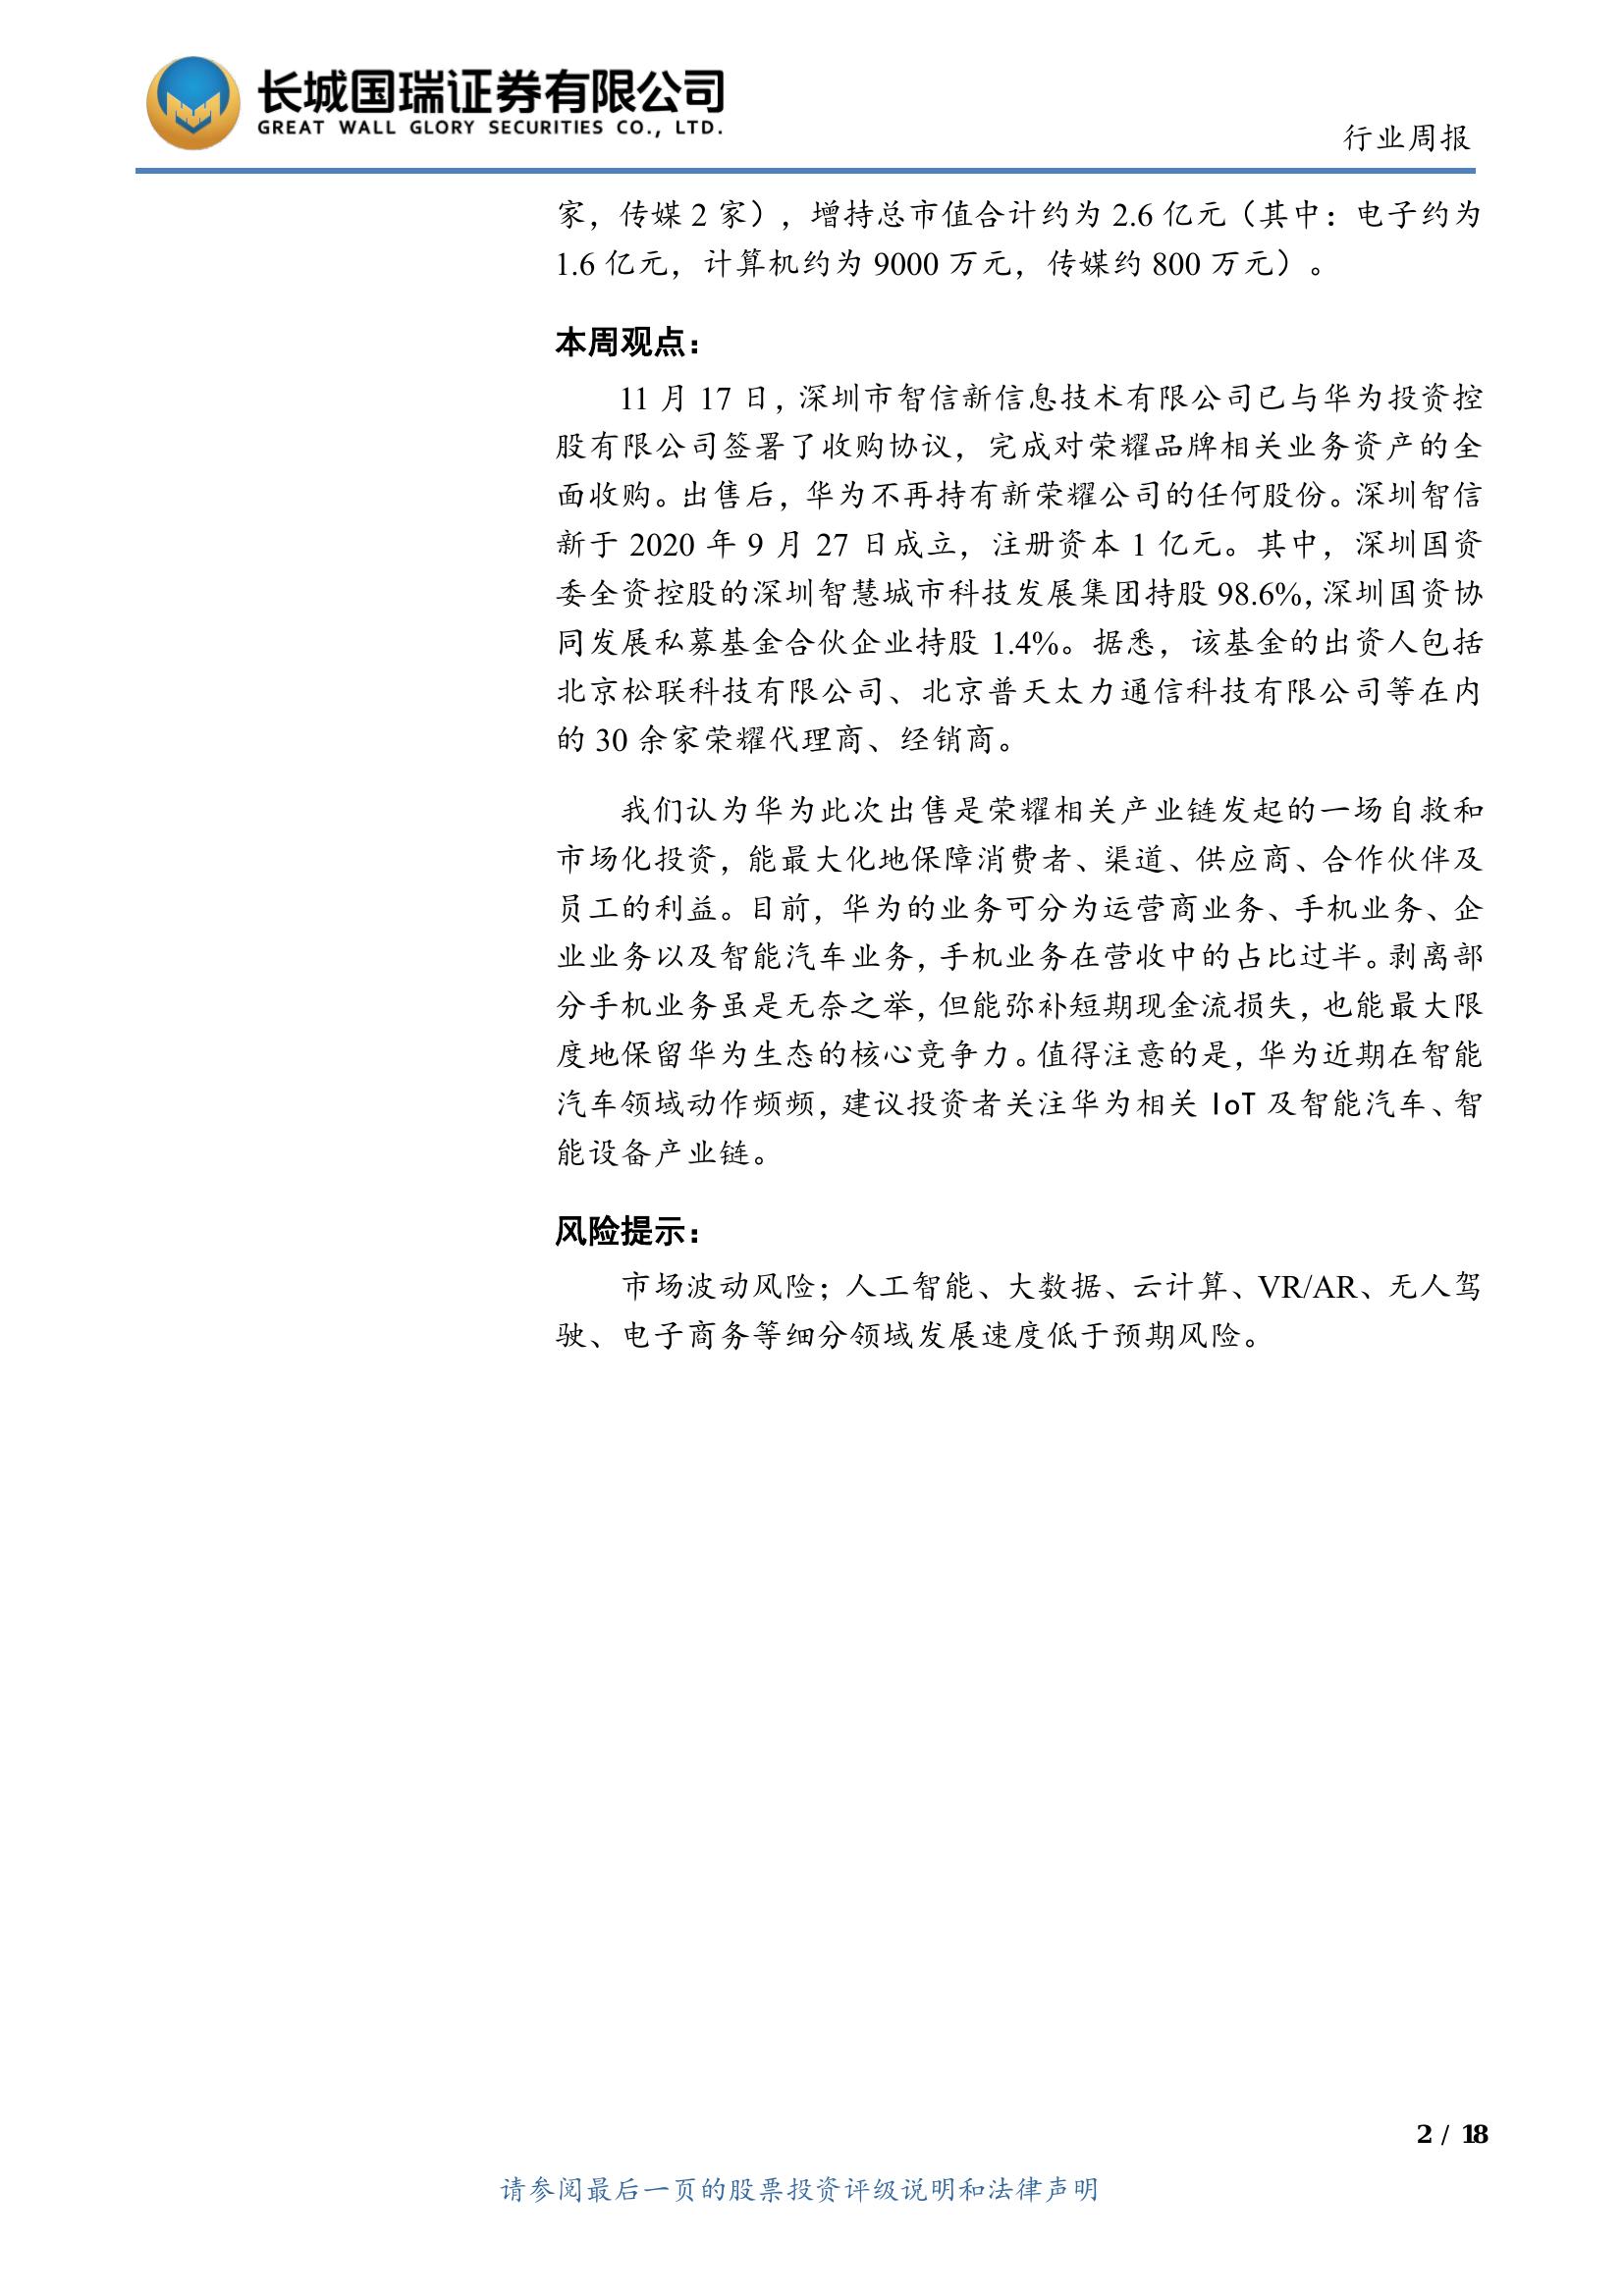 长城国瑞证券有限公司
GREAT WALL GLORY SECURITIES CO., LTD.
行业周报
家，传媒 2 家），增持总市值合计约为 2.6 亿元（其中：电子约为
1.6 亿元，计算机约为 9000 万元，传媒约 800 万元）。
本周观点：
11 月 17 日，深圳市智信新信息技术有限公司已与华为投资控
股有限公司签署了收购协议，完成对荣耀品牌相关业务资产的全
面收购。出售后，华为不再持有新荣耀公司的任何股份。深圳智信
新于 2020 年 9 月 27 日成立，注册资本 1 亿元。其中，深圳国资
委全资控股的深圳智慧城市科技发展集团持股 98.6%，深圳国资协
同发展私募基金合伙企业持股 1.4%。据悉，该基金的出资人包括
北京松联科技有限公司、北京普天太力通信科技有限公司等在内
的 30 余家荣耀代理商、经销商。
我们认为华为此次出售是荣耀相关产业链发起的一场自救和
市场化投资，能最大化地保障消费者、渠道、供应商、合作伙伴及
员工的利益。目前，华为的业务可分为运营商业务、手机业务、企
业业务以及智能汽车业务，手机业务在营收中的占比过半。剥离部
分手机业务虽是无奈之举，但能弥补短期现金流损失，也能最大限
度地保留华为生态的核心竞争力。值得注意的是，华为近期在智能
汽车领域动作频频，建议投资者关注华为相关 IoT 及智能汽车、智
能设备产业链。
风险提示：
市场波动风险；人工智能、大数据、云计算、VR/AR、无人驾
驶、电子商务等细分领域发展速度低于预期风险。
2 / 18
请参阅最后一页的股票投资评级说明和法律声明